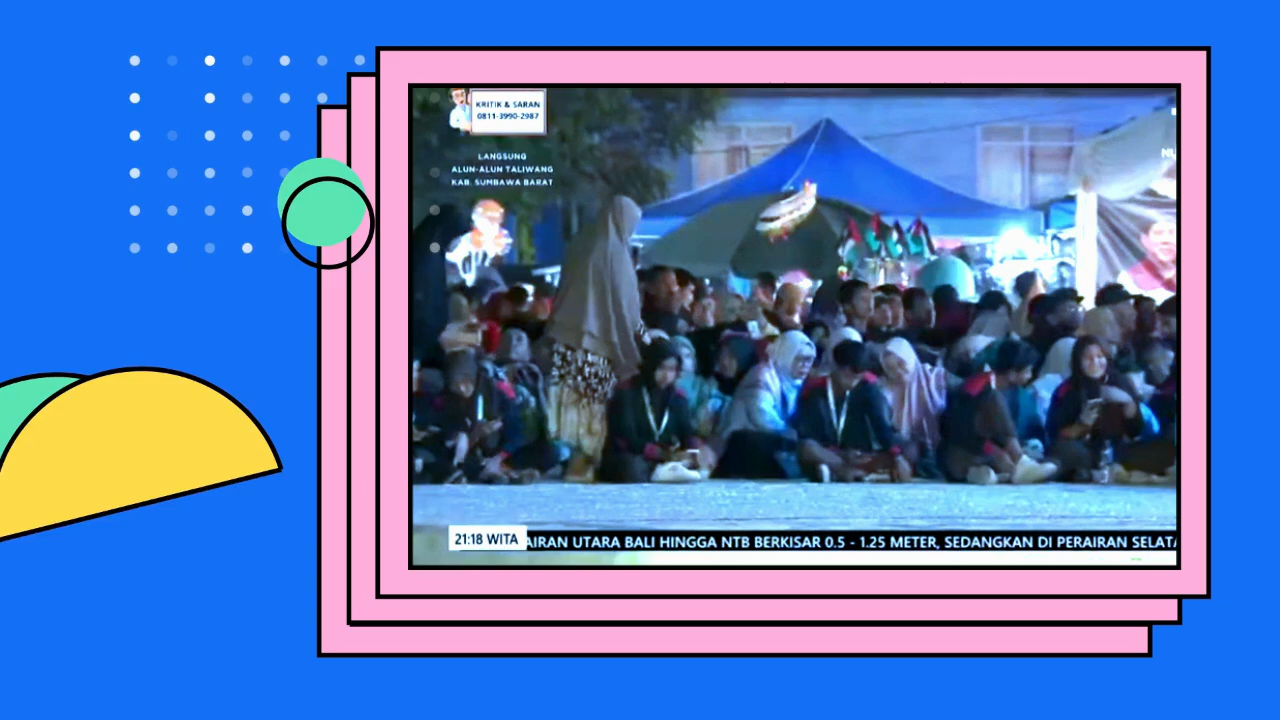 KRITIK & SARAN
0811-3990-2987
LANGSUNG
ALUN-ALUN TALIWANG
KAB. SUMBAWA BARAT
21:18 WITA
AIRAN UTARA BALI HINGGA NTB BERKISAR 0.5 - 1.25 METER, SEDANGKAN DI PERAIRAN SELATA